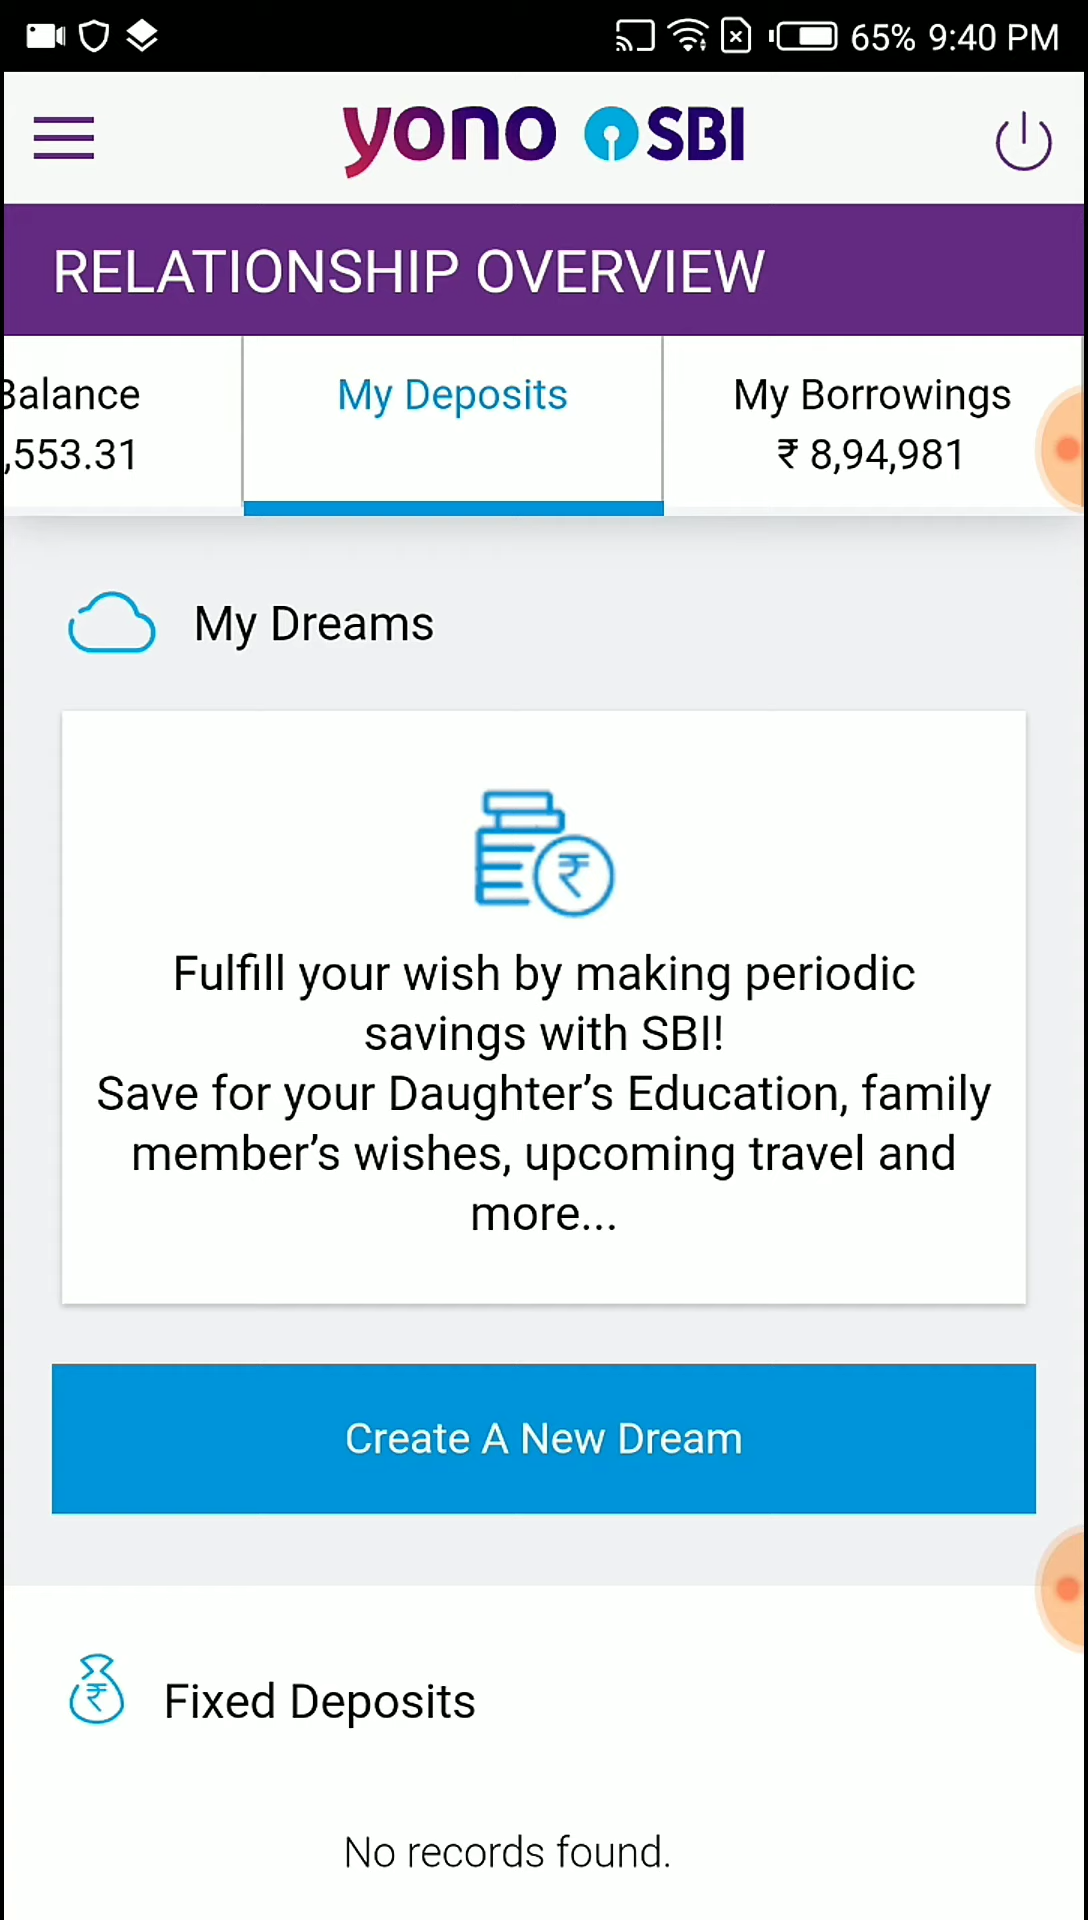 65% 9:40 PM
yono SBI
RELATIONSHIP OVERVIEW
Balance My Deposits My Borrowings
,553.31 ₹ 8,94,981
My Dreams
₹
Fulfill your wish by making periodic
savings with SBI!
Save for your Daughter’s Education, family
member’s wishes, upcoming travel and
more...
Create A New Dream
₹ Fixed Deposits
No records found.